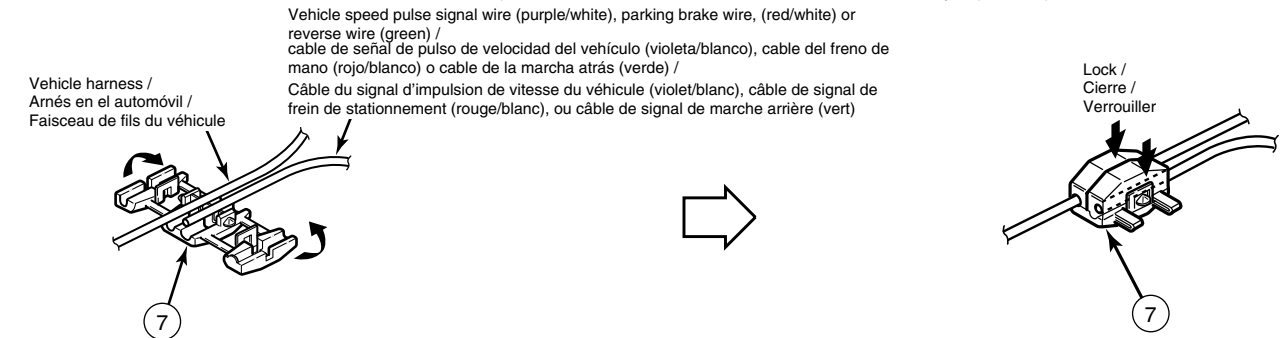 Vehicle speed pulse signal wire (purple/white), parking brake wire, (red/white) or
reverse wire (green) /
cable de señal de pulso de velocidad del vehículo (violeta/blanco), cable del freno de
mano (rojo/blanco) o cable de la marcha atrás (verde) /
Câble du signal d'impulsion de vitesse du véhicule (violet/blanc), câble de signal de
frein de stationnement (rouge/blanc), ou câble de signal de marche arrière (vert)
Vehicle harness /
Arnés en el automóvil /
Faisceau de fils du véhicule
7
Lock /
Cierre /
Verrouiller
7